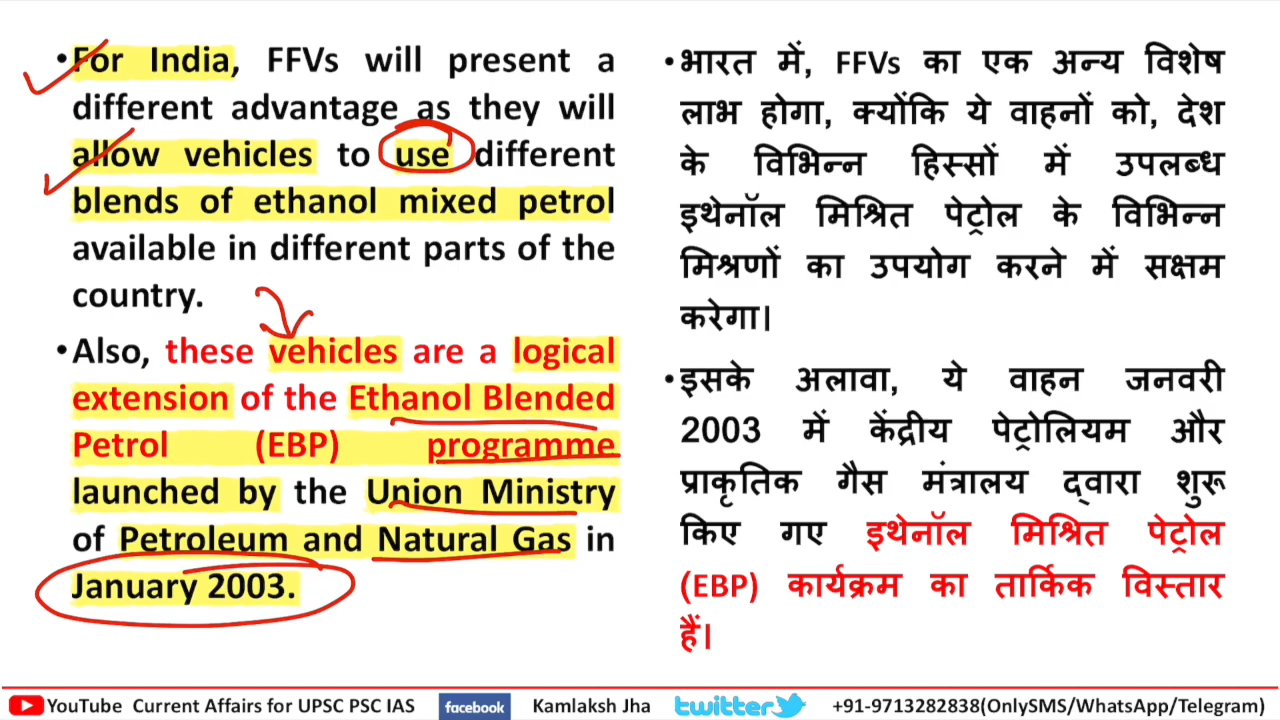 •For India, FFVs will present a
different advantage as they will
allow vehicles to use different
blends of ethanol mixed petrol
available in different parts of the
country.
•Also, these vehicles are a logical
extension of the Ethanol Blended
Petrol (EBP) programme
launched by the Union Ministry
of Petroleum and Natural Gas in
January 2003.
•भारत में, FFVs का एक अन्य विशेष
लाभ होगा, क्योंकि ये वाहनों को, देश
के विभिन्न हिस्सों में उपलब्ध
इथेनॉल मिश्रित पेट्रोल के विभिन्न
मिश्रणों का उपयोग करने में सक्षम
करेगा।
•इसके अलावा, ये वाहन जनवरी
2003 में केंद्रीय पेट्रोलियम और
प्राकृतिक गैस मंत्रालय द्वारा शुरू
किए गए इथेनॉल मिश्रित पेट्रोल
(EBP) कार्यक्रम का तार्किक विस्तार
हैं।
YouTube Current Affairs for UPSC PSC IAS facebook Kamlaksh Jha twitter +91-9713282838(OnlySMS/WhatsApp/Telegram)